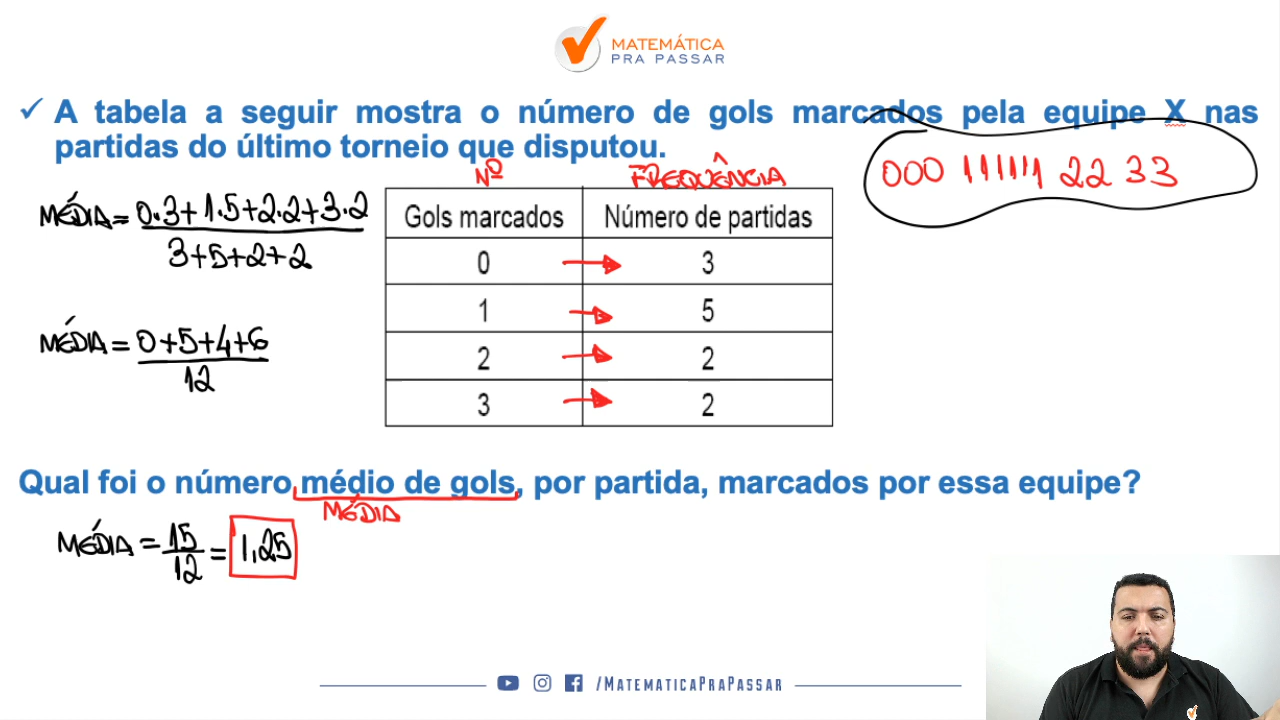 MATEMÁTICA
PRA PASSAR
✓ A tabela a seguir mostra o número de gols marcados pela equipe X nas
partidas do último torneio que disputou.
000 111111 22 33
Nº FREQUÊNCIA
Gols marcados Número de partidas
0 → 3
1 → 5
2 → 2
3 → 2
MÉDIA = 0.3+1.5+2.2+3.2
3+5+2+2
MÉDIA = 0+5+4+6
12
Qual foi o número médio de gols, por partida, marcados por essa equipe?
MÉDIA
MÉDIA = 15/12 = 1,25
/MATEMATICAPRAPASSAR